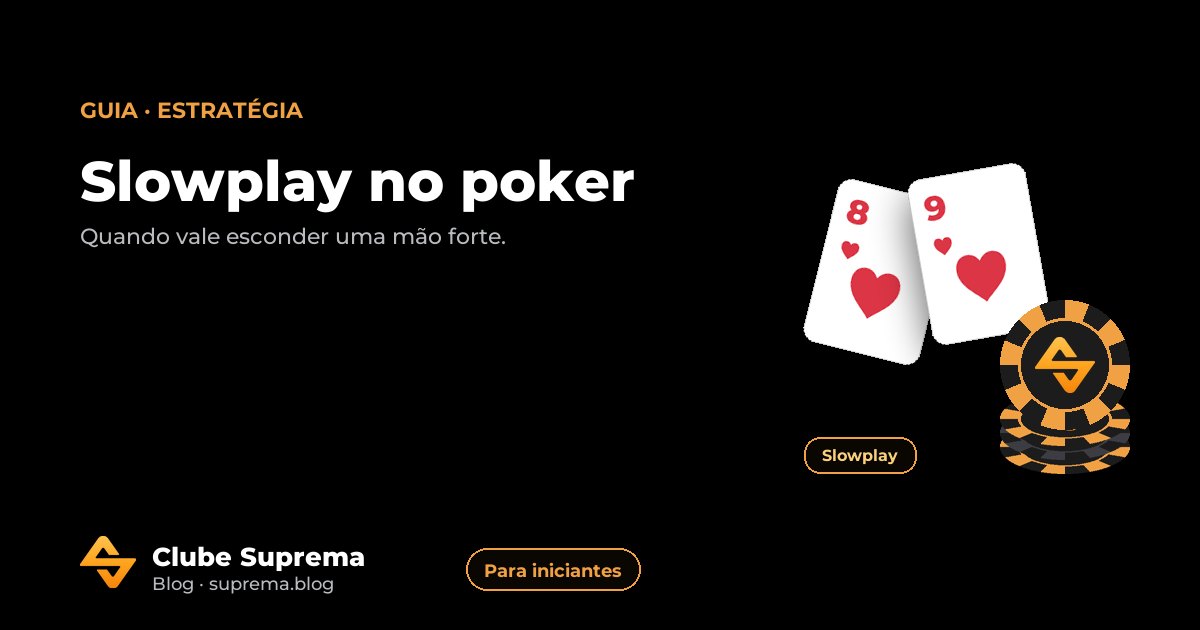 GUIA · ESTRATÉGIA
Slowplay no poker
Quando vale esconder uma mão forte.
8
9
Slowplay
Clube Suprema
Blog · suprema.blog
Para iniciantes